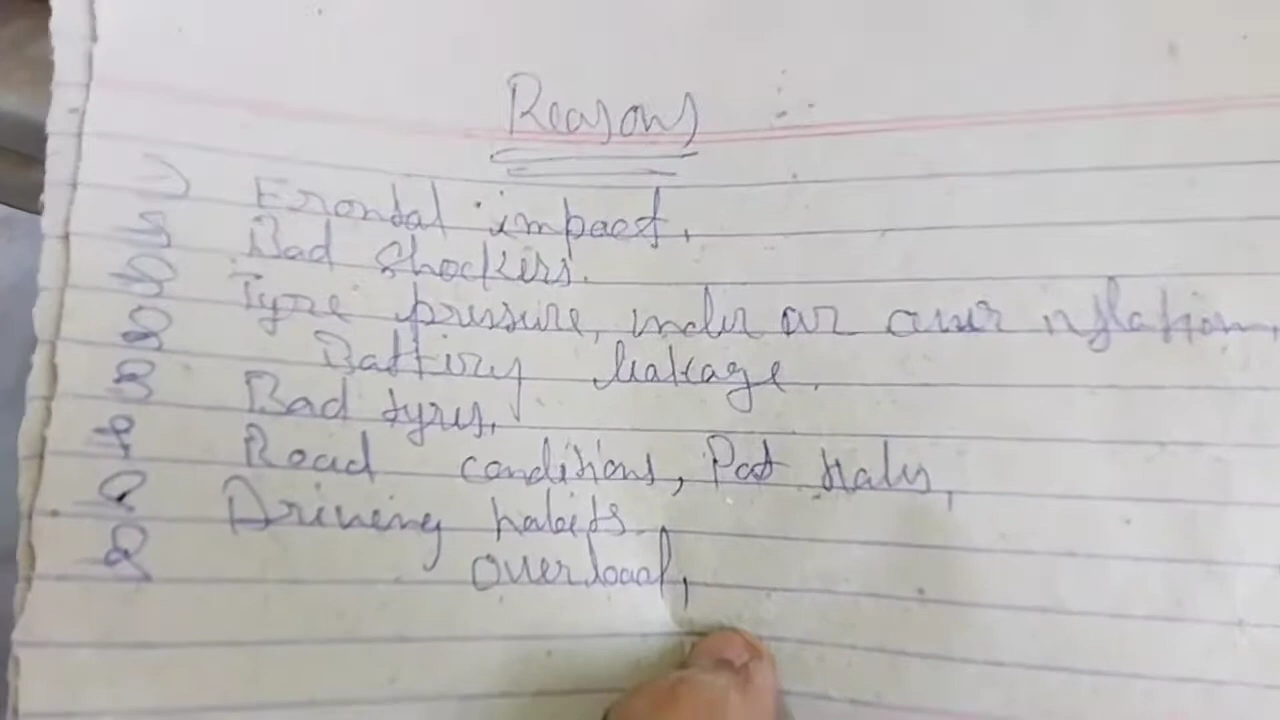 Reasons
Frontal impact,
Bad Shockers.
Tyre pressure, under or over nflation,
Battery leakage.
Bad tyres,
Road conditions, Pot holes,
Driving habits
overload,